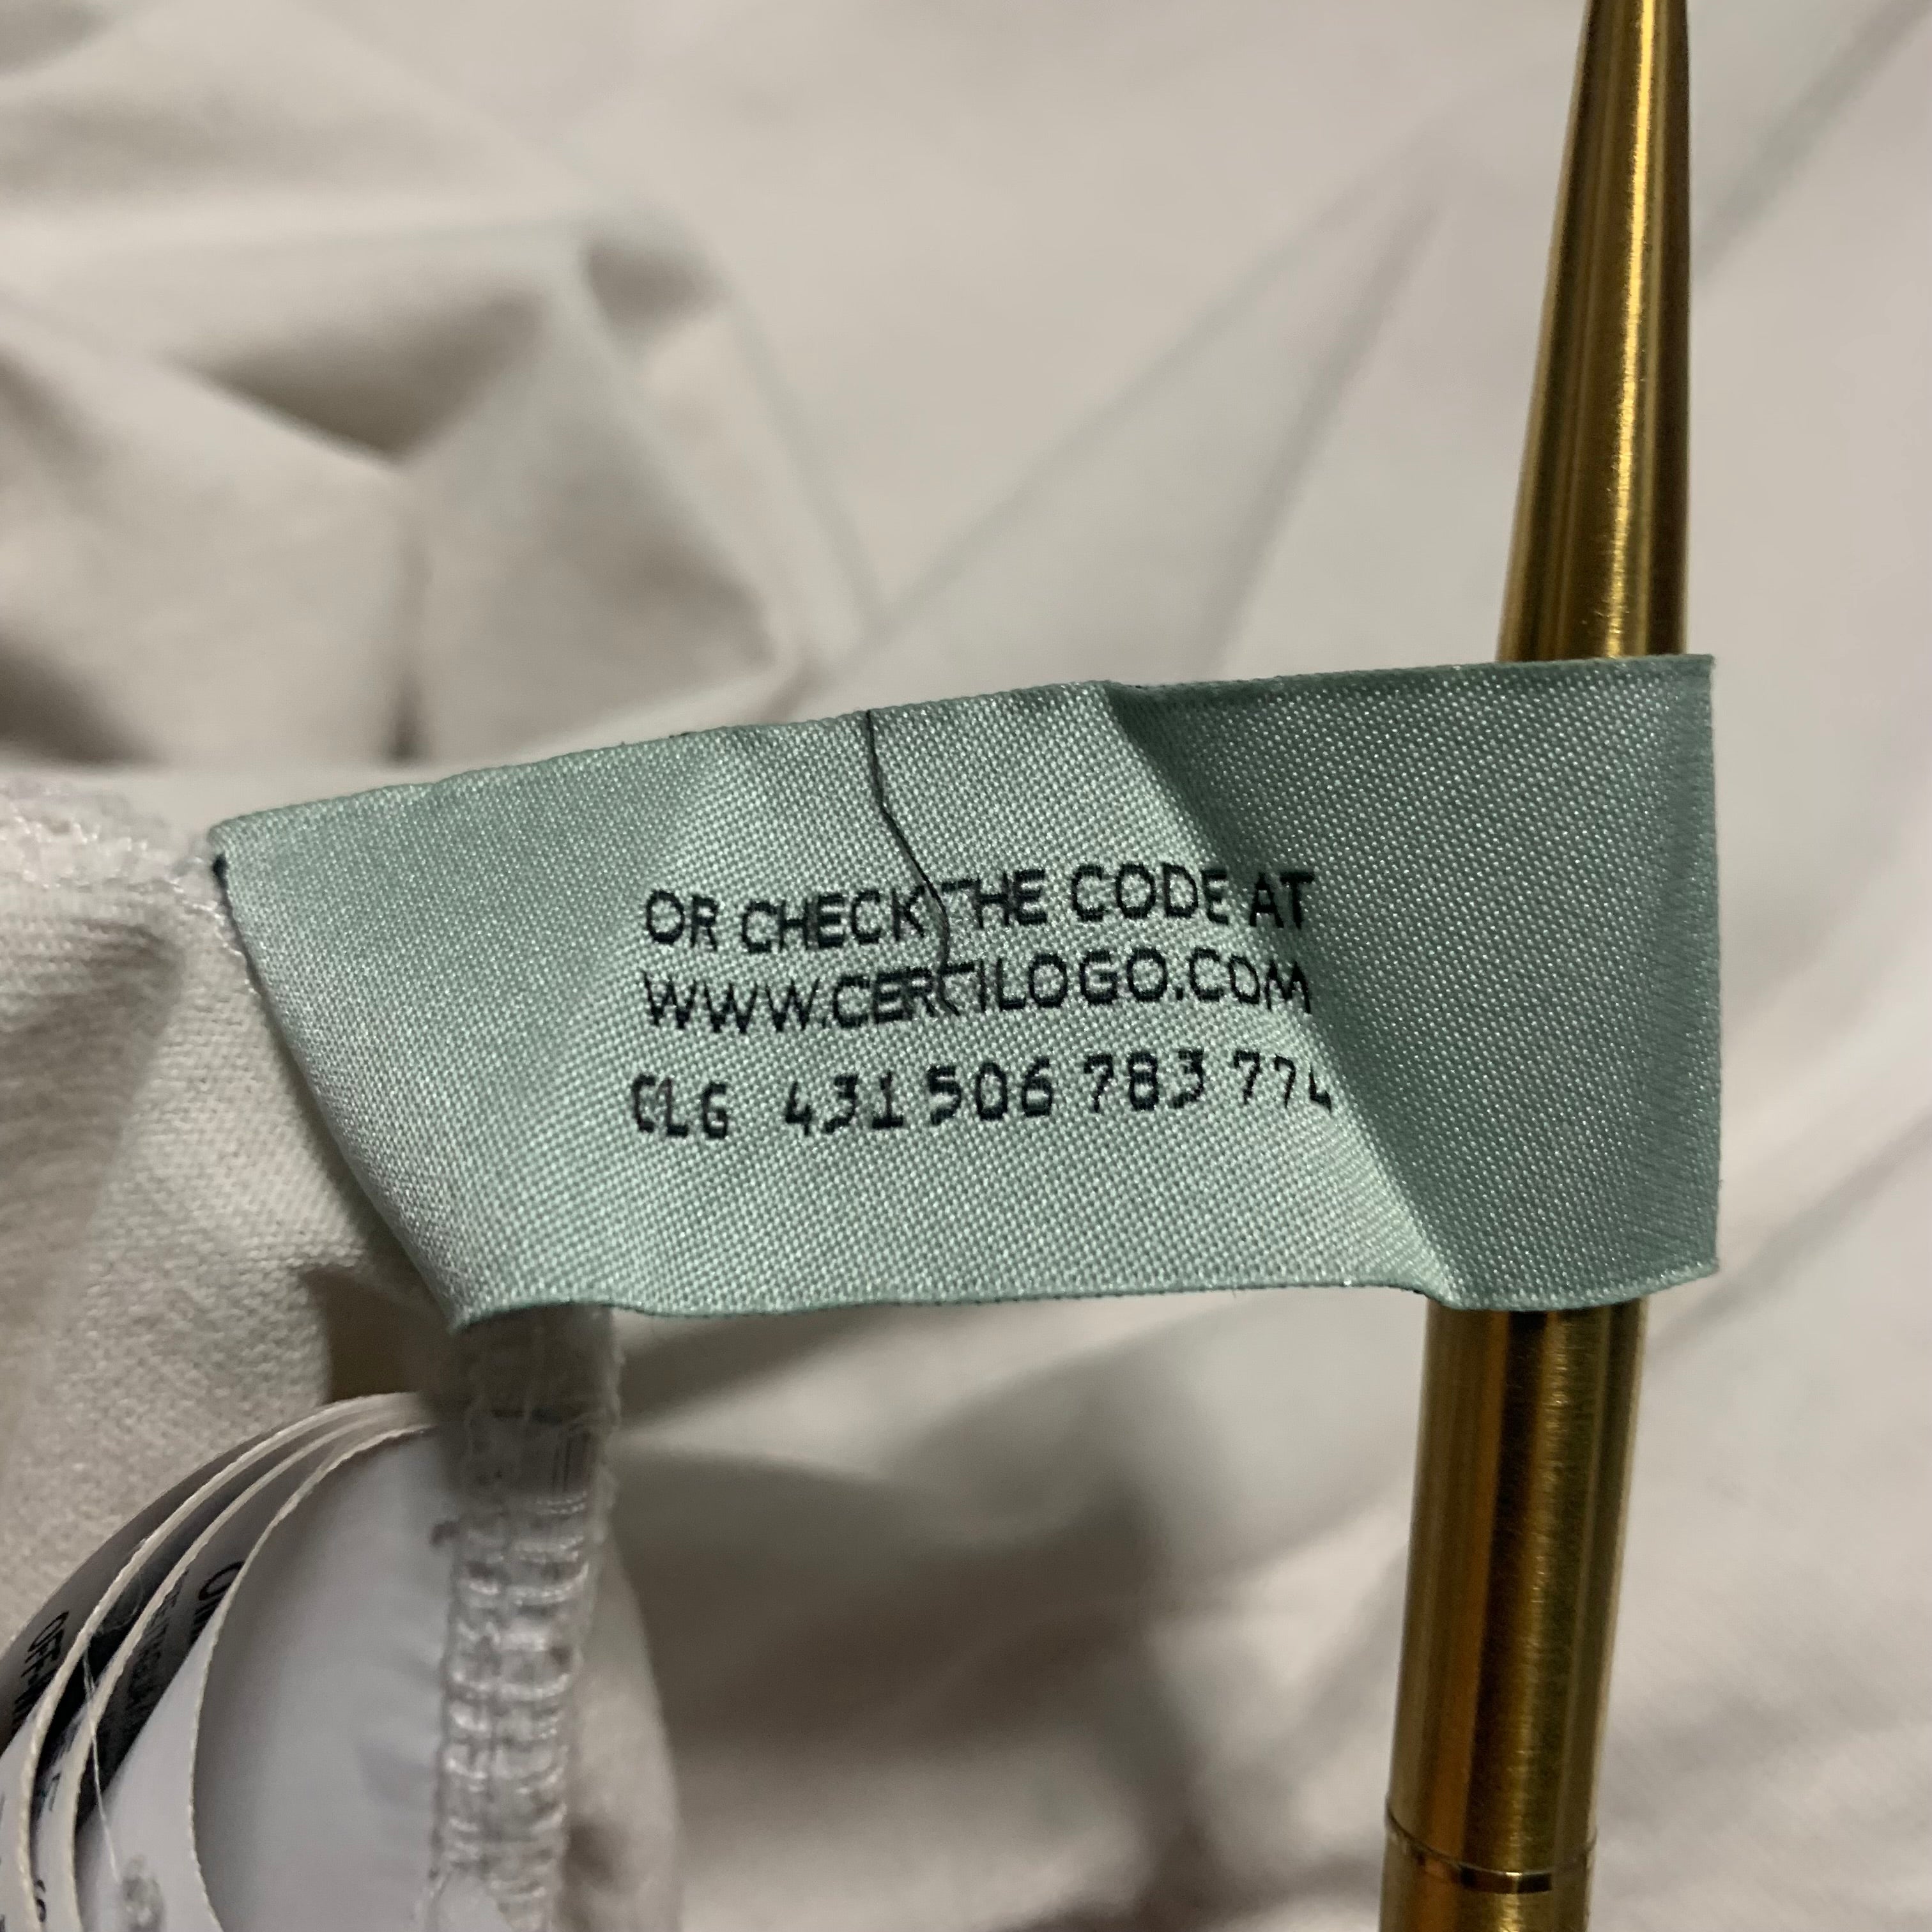 OR CHECK THE CODE AT
WWW.CERTILOGO.COM
CLG 431 506 783 774